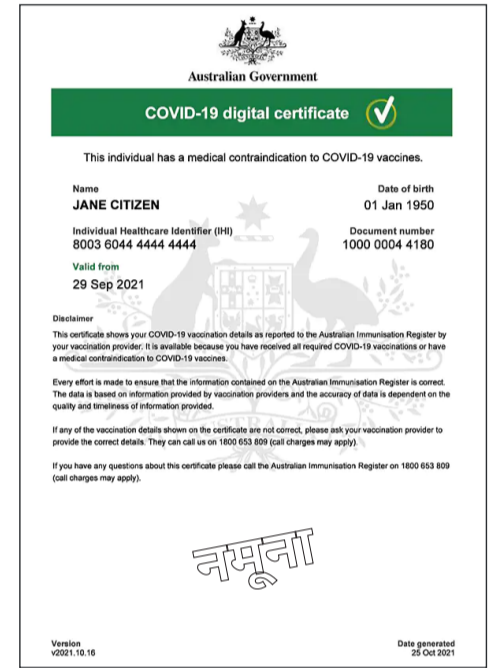 Australian Government
COVID-19 digital certificate
This individual has a medical contraindication to COVID-19 vaccines.
Name
JANE CITIZEN
Date of birth
01 Jan 1950
Individual Healthcare Identifier (IHI)
8003 6044 4444 4444
Document number
1000 0004 4180
Valid from
29 Sep 2021
Disclaimer
This certificate shows your COVID-19 vaccination details as reported to the Australian Immunisation Register by
your vaccination provider. It is available because you have received all required COVID-19 vaccinations or have
a medical contraindication to COVID-19 vaccines.
Every effort is made to ensure that the information contained on the Australian Immunisation Register is correct.
The data is based on information provided by vaccination providers and the accuracy of data is dependent on the
quality and timeliness of information provided.
If any of the vaccination details shown on the certificate are not correct, please ask your vaccination provider to
provide the correct details. They can call us on 1800 653 809 (call charges may apply).
If you have any questions about this certificate please call the Australian Immunisation Register on 1800 653 809
(call charges may apply).
नमूना
Version
v2021.10.16
Date generated
25 Oct 2021